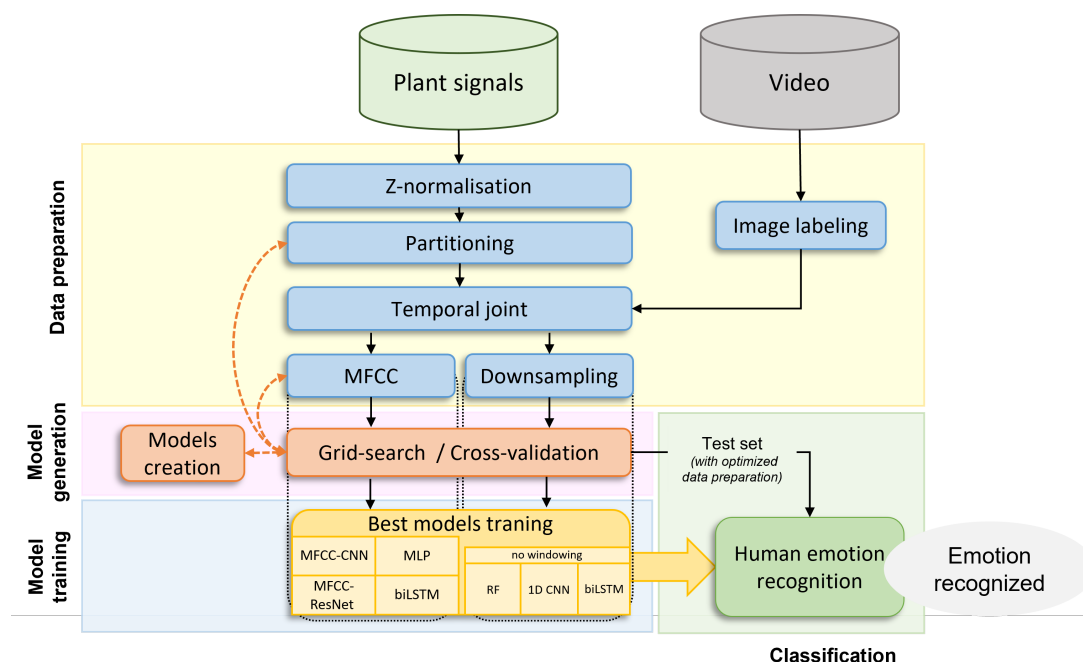 Plant signals
Video
Data preparation
Z-normalisation
Partitioning
Image labeling
Temporal joint
MFCC
Downsampling
Model
generation
Models
creation
Grid-search / Cross-validation
Test set
(with optimized
data preparation)
Model
training
Best models traning
MFCC-CNN
MLP
MFCC-
ResNet
biLSTM
no windowing
RF
1D CNN
biLSTM
Human emotion
recognition
Emotion
recognized
Classification